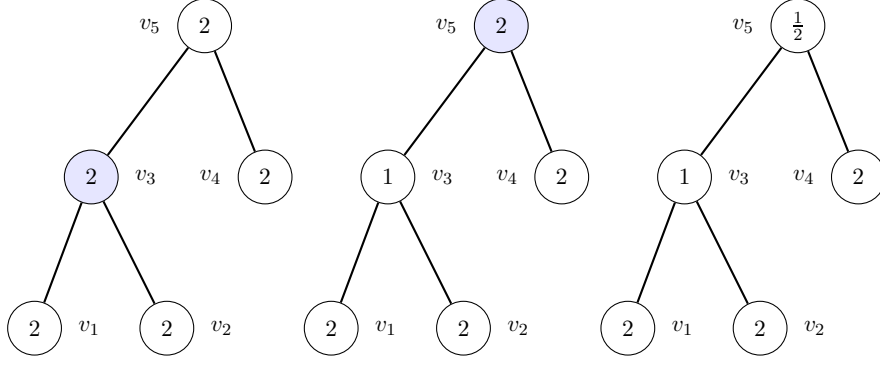 v₅ 2 v₅ 2 v₅ 1/2
2 v₃ v₄ 2 1 v₃ v₄ 2 1 v₃ v₄ 2
2 v₁ 2 v₂ 2 v₁ 2 v₂ 2 v₁ 2 v₂